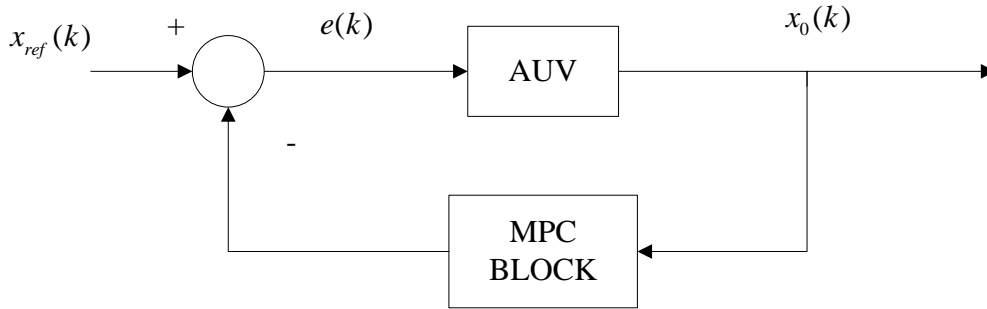 x_ref(k)
+
e(k)
AUV
x_0(k)
-
MPC
BLOCK